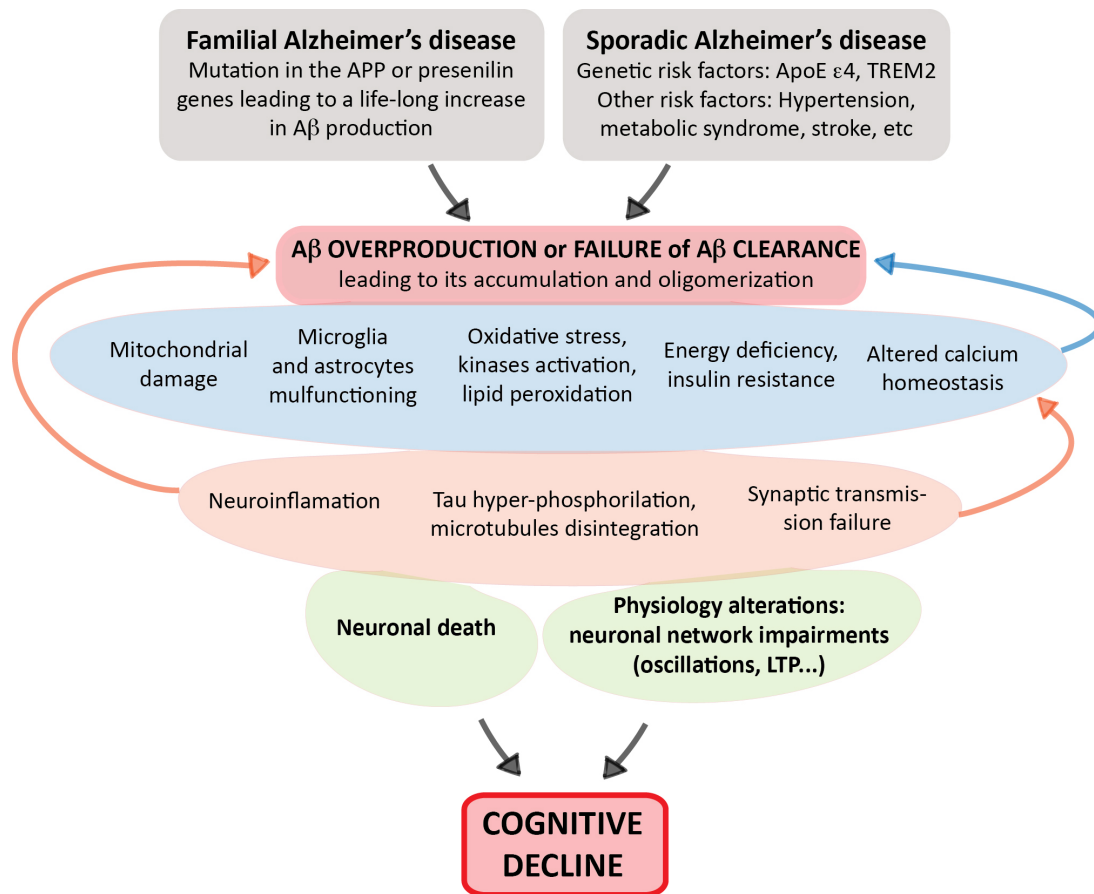 Familial Alzheimer's disease
Mutation in the APP or presenilin
genes leading to a life-long increase
in Aβ production
Sporadic Alzheimer's disease
Genetic risk factors: ApoE ε4, TREM2
Other risk factors: Hypertension,
metabolic syndrome, stroke, etc
Aβ OVERPRODUCTION or FAILURE of Aβ CLEARANCE
leading to its accumulation and oligomerization
Mitochondrial
damage
Microglia
and astrocytes
mulfunctioning
Oxidative stress,
kinases activation,
lipid peroxidation
Energy deficiency,
insulin resistance
Altered calcium
homeostasis
Neuroinflamation
Tau hyper-phosphorilation,
microtubules disintegration
Synaptic transmis-
sion failure
Neuronal death
Physiology alterations:
neuronal network impairments
(oscillations, LTP...)
COGNITIVE
DECLINE